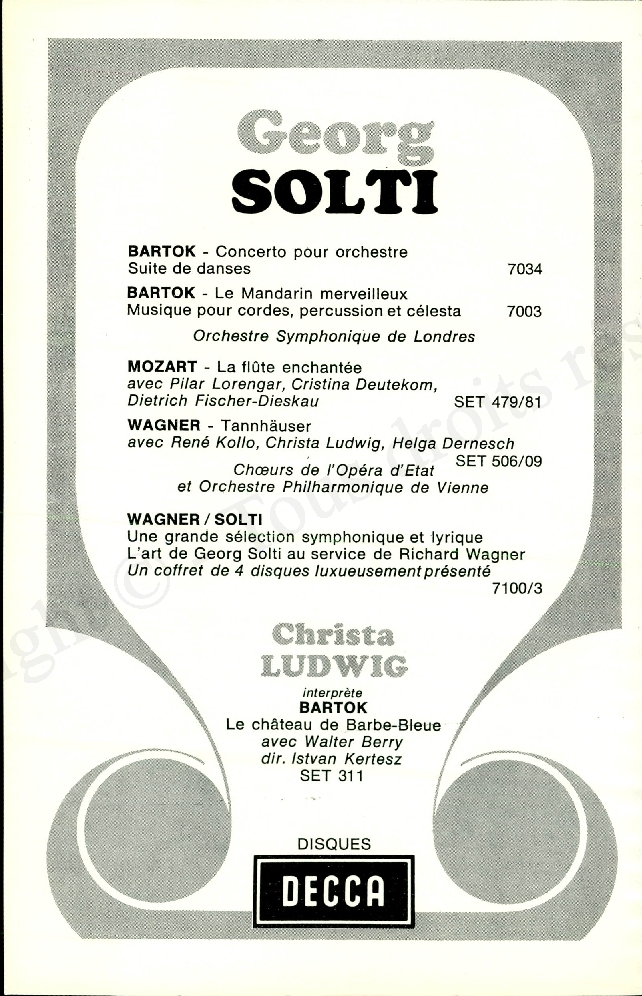 Georg
SOLTI
BARTOK - Concerto pour orchestre
Suite de danses 7034
BARTOK - Le Mandarin merveilleux
Musique pour cordes, percussion et célesta 7003
Orchestre Symphonique de Londres
MOZART - La flûte enchantée
avec Pilar Lorengar, Cristina Deutekom,
Dietrich Fischer-Dieskau SET 479/81
WAGNER - Tannhäuser
avec René Kollo, Christa Ludwig, Helga Dernesch
SET 506/09
Chœurs de l'Opéra d'Etat
et Orchestre Philharmonique de Vienne
WAGNER / SOLTI
Une grande sélection symphonique et lyrique
L'art de Georg Solti au service de Richard Wagner
Un coffret de 4 disques luxueusement présenté
7100/3
Christa
LUDWIG
interprète
BARTOK
Le château de Barbe-Bleue
avec Walter Berry
dir. Istvan Kertesz
SET 311
DISQUES
DECCA
©Tous droits